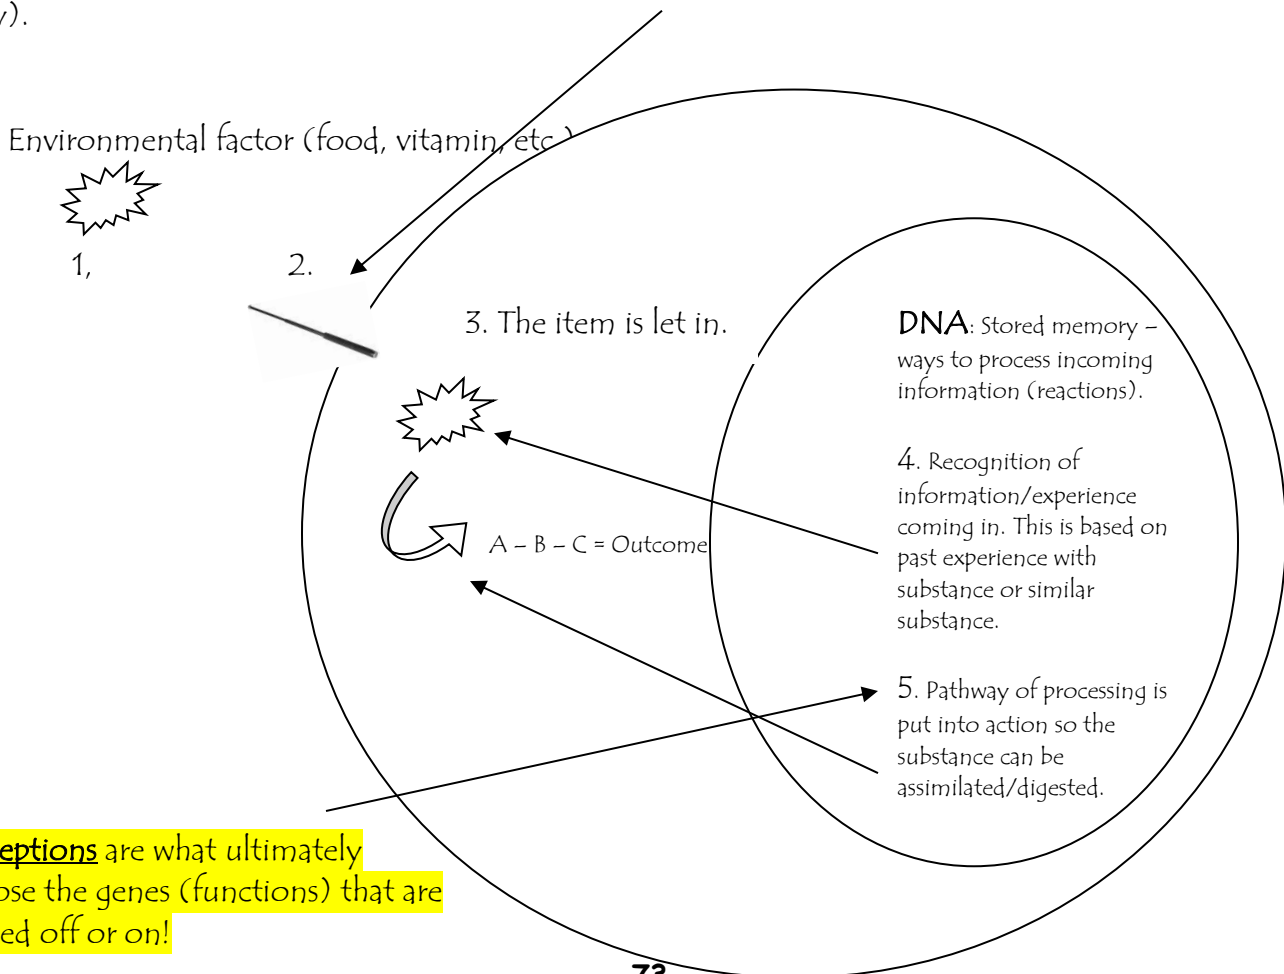 Environmental factor (food, vitamin, etc.)
1,
2.
3. The item is let in.
A – B – C = Outcome
DNA: Stored memory –
ways to process incoming
information (reactions).
4. Recognition of
information/experience
coming in. This is based on
past experience with
substance or similar
substance.
5. Pathway of processing is
put into action so the
substance can be
assimilated/digested.
eptions are what ultimately
ose the genes (functions) that are
ed off or on!